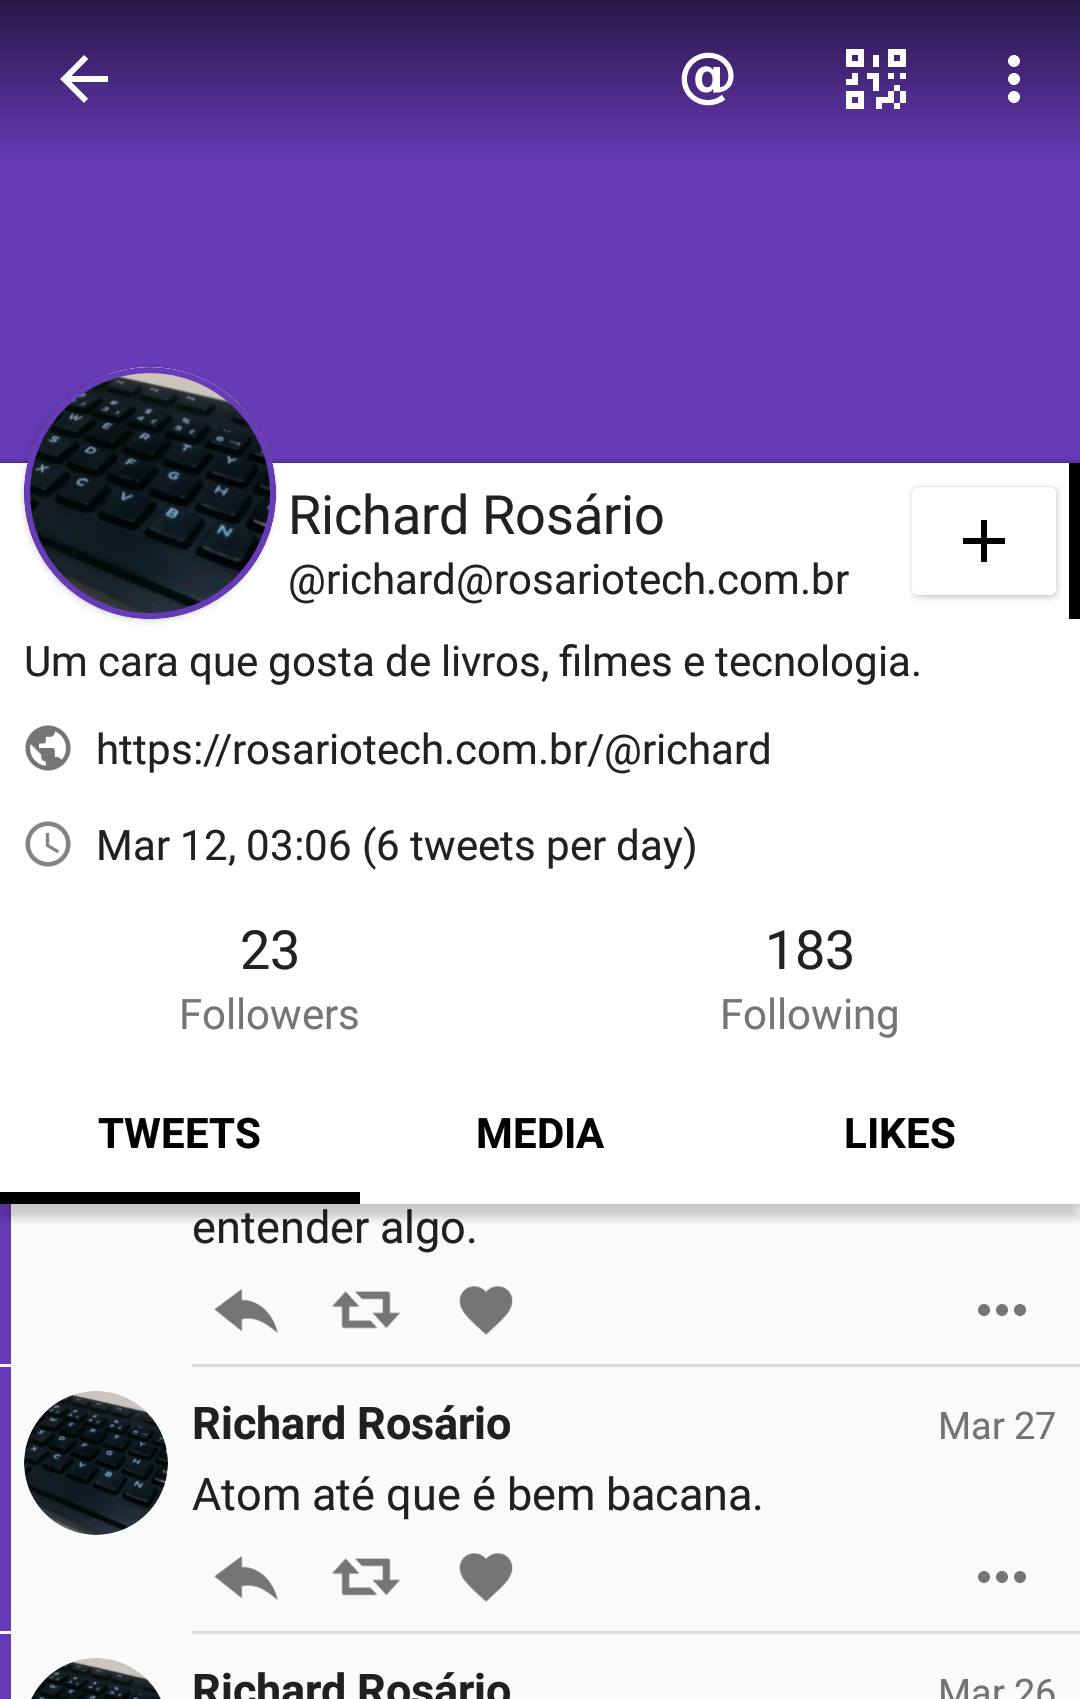 @
Richard Rosário
@richard@rosariotech.com.br
Um cara que gosta de livros, filmes e tecnologia.
https://rosariotech.com.br/@richard
Mar 12, 03:06 (6 tweets per day)
23
Followers
183
Following
TWEETS
MEDIA
LIKES
entender algo.
Richard Rosário
Mar 27
Atom até que é bem bacana.
Richard Rosário
Mar 26